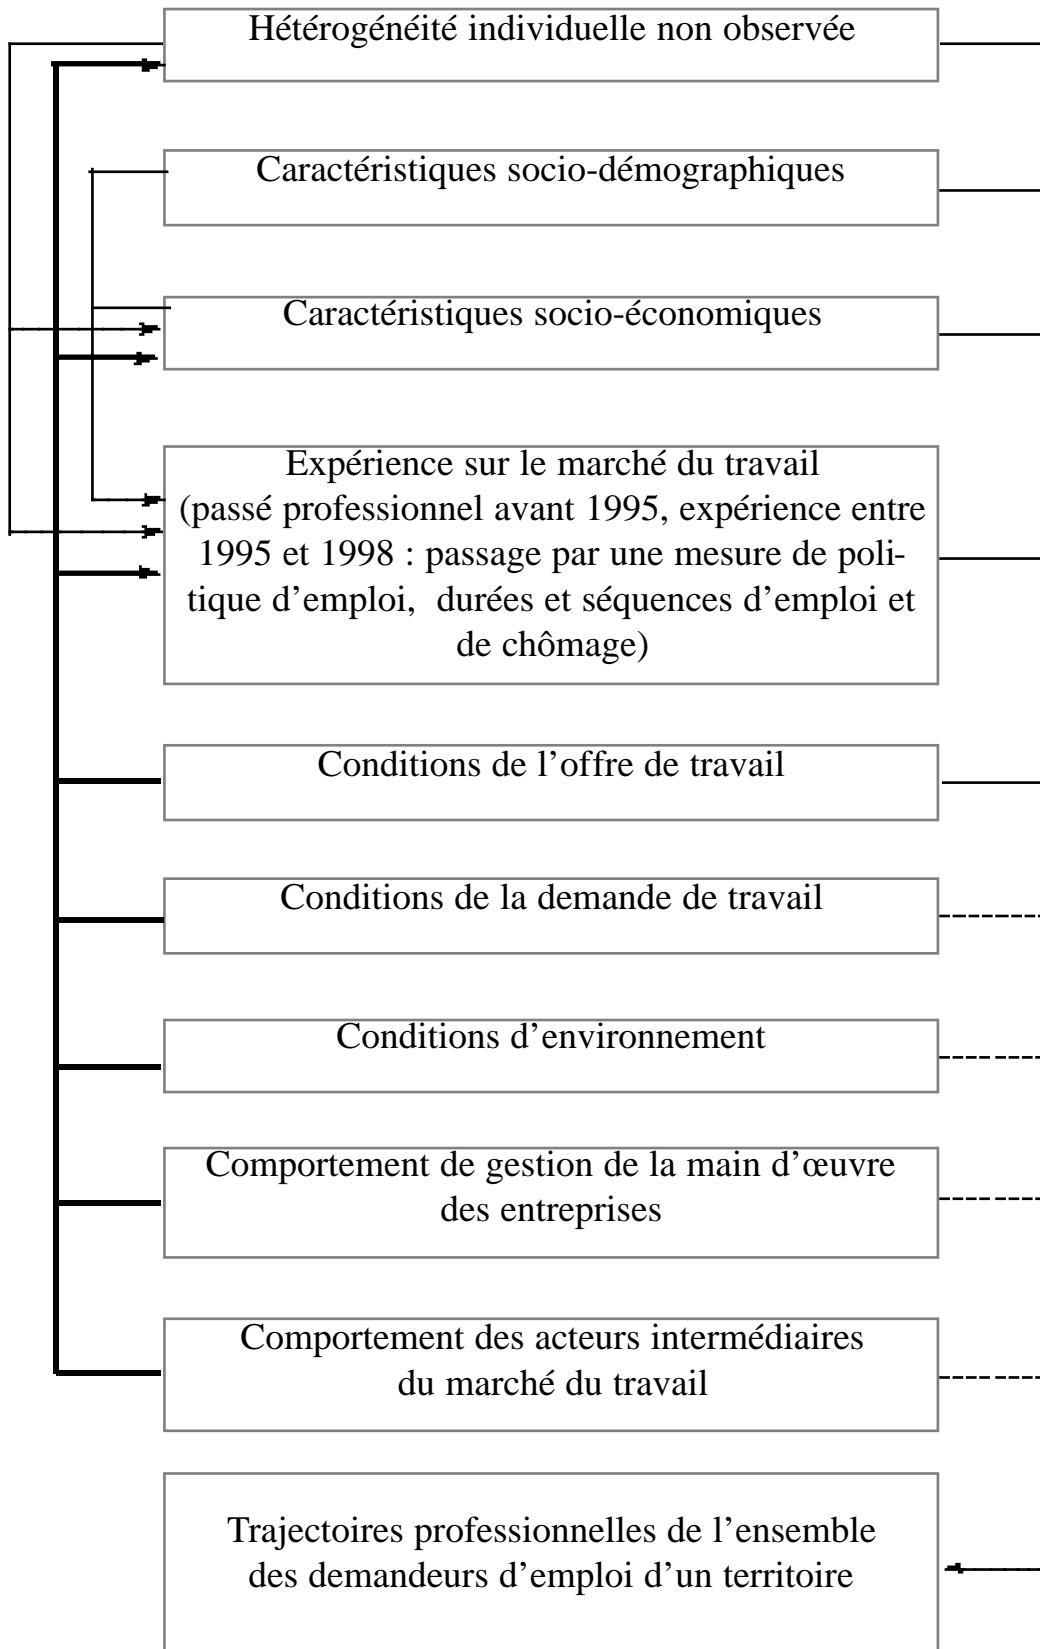 Hétérogénéité individuelle non observée
Caractéristiques socio-démographiques
Caractéristiques socio-économiques
Expérience sur le marché du travail
(passé professionnel avant 1995, expérience entre
1995 et 1998 : passage par une mesure de poli-
tique d’emploi, durées et séquences d’emploi et
de chômage)
Conditions de l’offre de travail
Conditions de la demande de travail
Conditions d’environnement
Comportement de gestion de la main d’œuvre
des entreprises
Comportement des acteurs intermédiaires
du marché du travail
Trajectoires professionnelles de l’ensemble
des demandeurs d’emploi d’un territoire